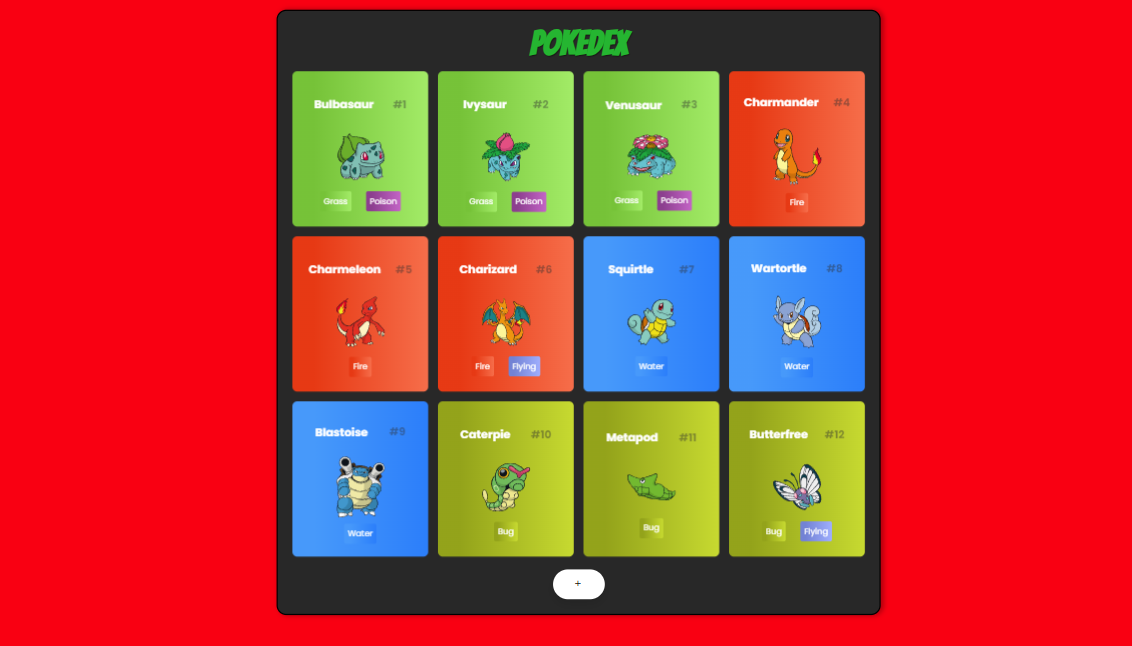 POKEDEX
Bulbasaur #1
Grass Poison
Ivysaur #2
Grass Poison
Venusaur #3
Grass Poison
Charmander #4
Fire
Charmeleon #5
Fire
Charizard #6
Fire Flying
Squirtle #7
Water
Wartortle #8
Water
Blastoise #9
Water
Caterpie #10
Bug
Metapod #11
Bug
Butterfree #12
Bug Flying
+